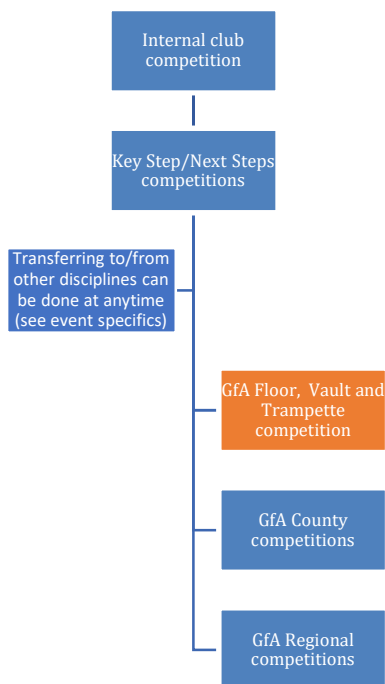 Internal club
competition
Key Step/Next Steps
competitions
Transferring to/from
other disciplines can
be done at anytime
(see event specifics)
GfA Floor, Vault and
Trampette
competition
GfA County
competitions
GfA Regional
competitions